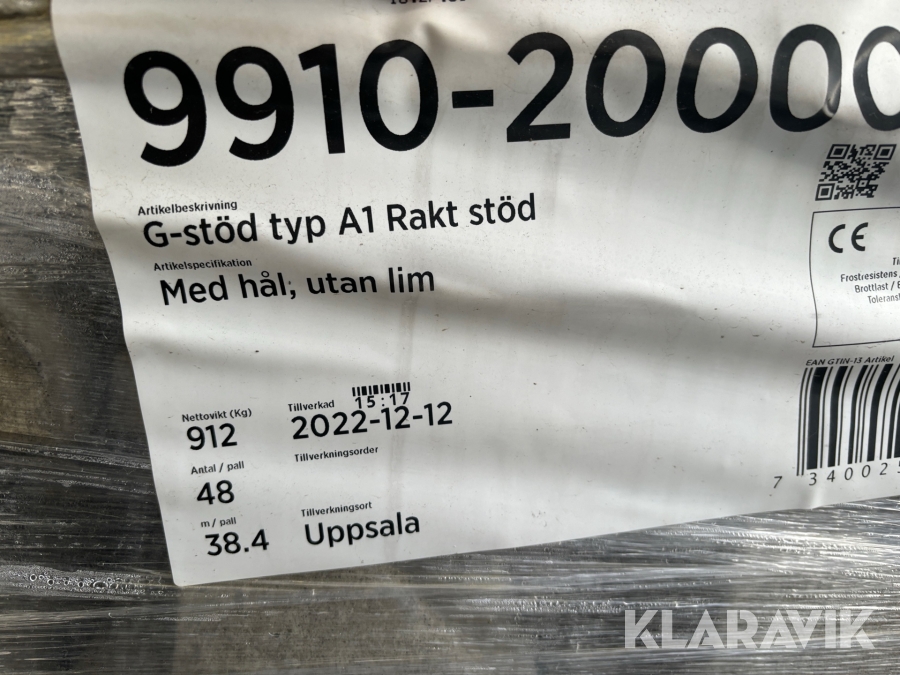 9910-20000
Artikelbeskrivning
G-stöd typ A1 Rakt stöd
Artikelspecifikation
Med hål, utan lim
CE
Frostresistens /
Brottlast /
EAN GTIN-13 Artikel
7 340025
Nettovikt (Kg)
912
Tillverkad
15:17
2022-12-12
Antal / pall
48
Tillverkningsorder
m / pall
38.4
Tillverkningsort
Uppsala
KLARAVIK